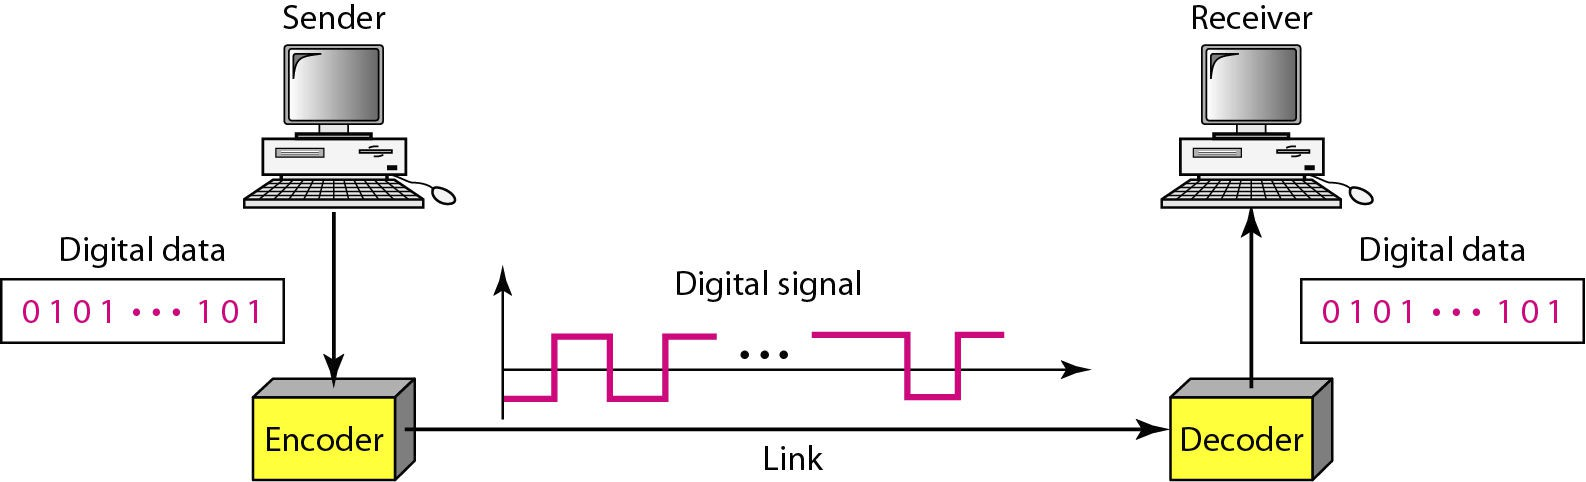 Sender
Receiver
Digital data
0101 ••• 101
Digital signal
•••
Digital data
0101 ••• 101
Encoder
Link
Decoder